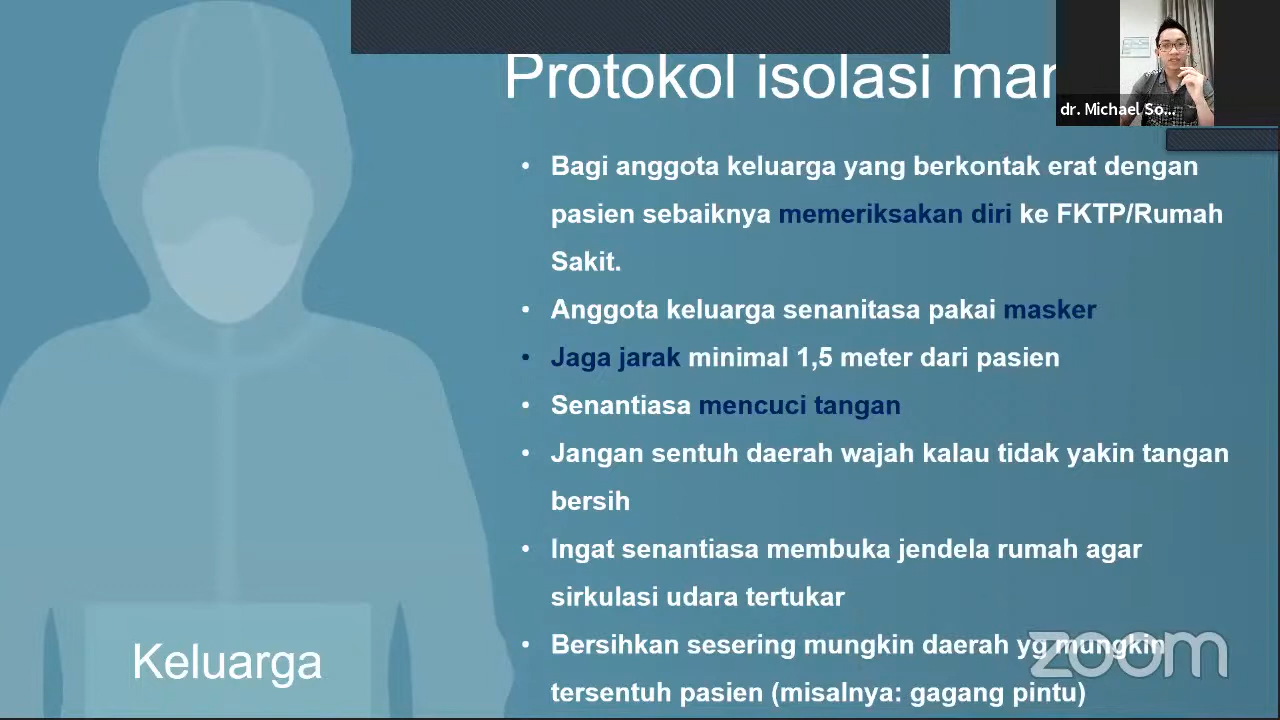 Protokol isolasi man
dr. Michael So...
• Bagi anggota keluarga yang berkontak erat dengan
pasien sebaiknya memeriksakan diri ke FKTP/Rumah
Sakit.
• Anggota keluarga senanitasa pakai masker
• Jaga jarak minimal 1,5 meter dari pasien
• Senantiasa mencuci tangan
• Jangan sentuh daerah wajah kalau tidak yakin tangan
bersih
• Ingat senantiasa membuka jendela rumah agar
sirkulasi udara tertukar
• Bersihkan sesering mungkin daerah yg mungkin
tersentuh pasien (misalnya: gagang pintu)
Keluarga
zoom